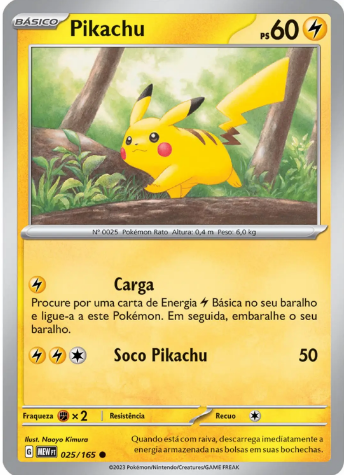 BÁSICO Pikachu PS60
Nº 0025 Pokémon Rato Altura: 0,4 m Peso: 6,0 kg
Carga
Procure por uma carta de Energia Básica no seu baralho
e ligue-a a este Pokémon. Em seguida, embaralhe o seu
baralho.
Soco Pikachu 50
Fraqueza ×2 Resistência Recuo
Ilust. Naoyo Kimura
G MEW PT 025/165
Quando está com raiva, descarrega imediatamente a
energia armazenada nas bolsas em suas bochechas.
©2023 Pokémon/Nintendo/Creatures/GAME FREAK